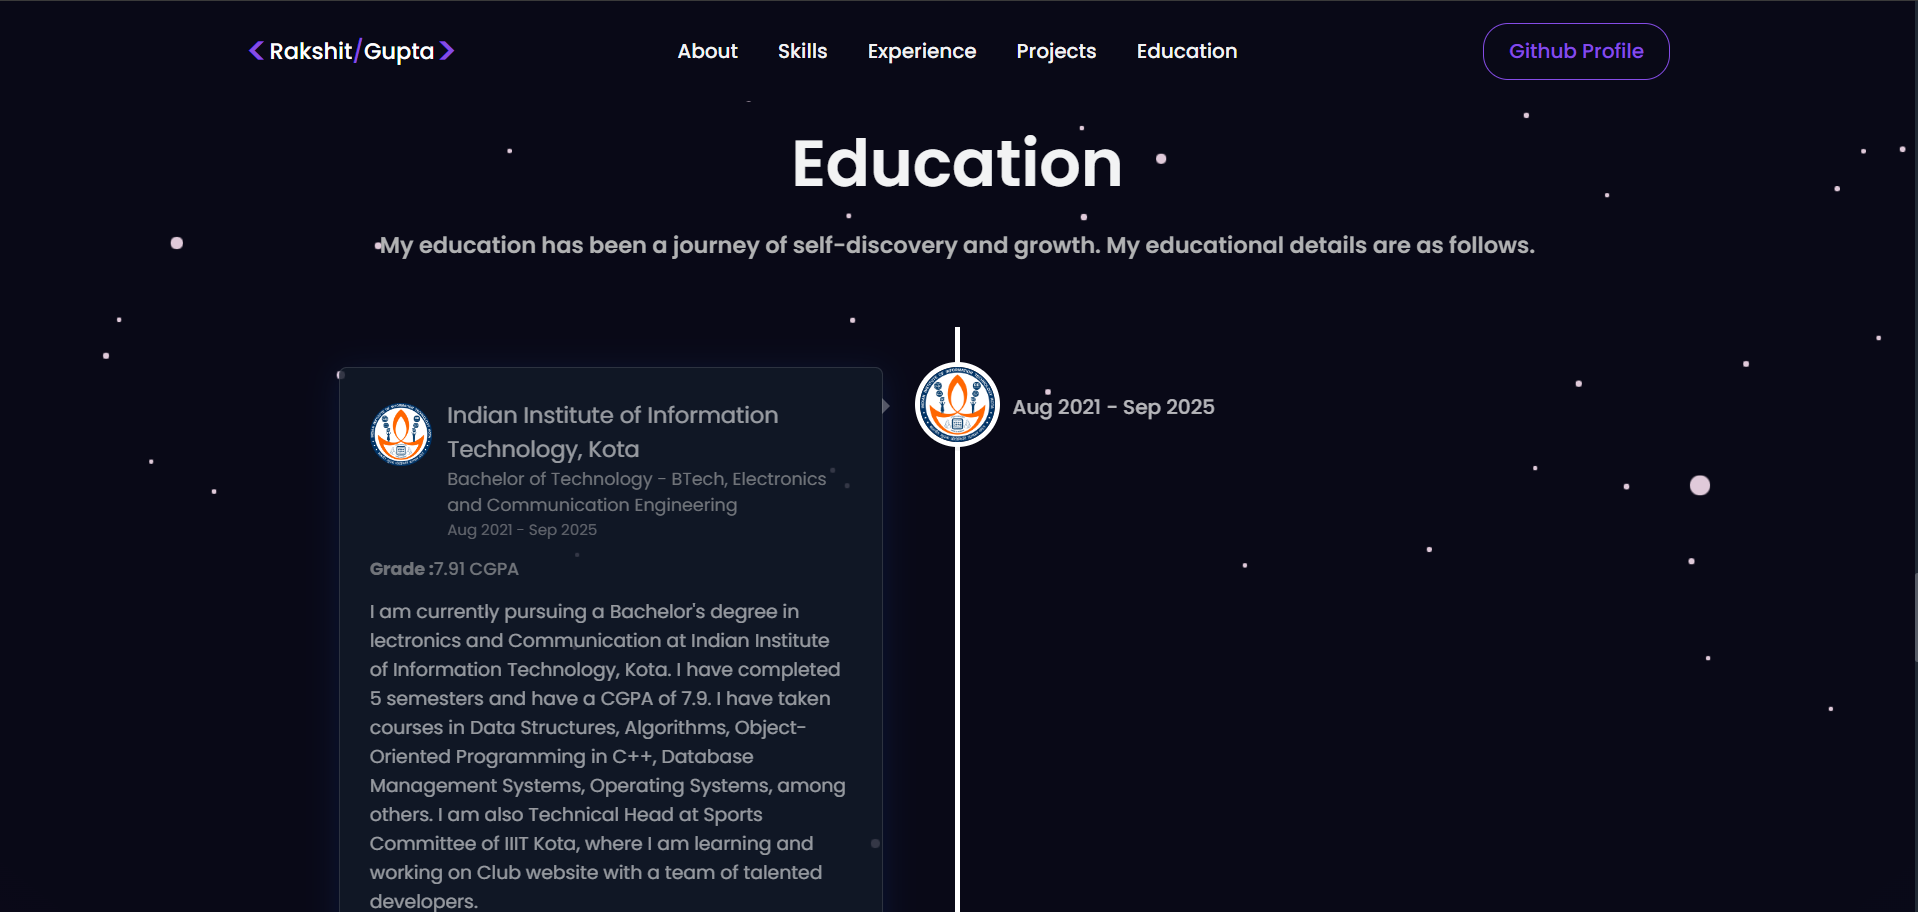 < Rakshit/Gupta >
About Skills Experience Projects Education
Github Profile
Education
My education has been a journey of self-discovery and growth. My educational details are as follows.
Aug 2021 - Sep 2025
Indian Institute of Information
Technology, Kota
Bachelor of Technology - BTech, Electronics
and Communication Engineering
Aug 2021 - Sep 2025
Grade :7.91 CGPA
I am currently pursuing a Bachelor's degree in
lectronics and Communication at Indian Institute
of Information Technology, Kota. I have completed
5 semesters and have a CGPA of 7.9. I have taken
courses in Data Structures, Algorithms, Object-
Oriented Programming in C++, Database
Management Systems, Operating Systems, among
others. I am also Technical Head at Sports
Committee of IIIT Kota, where I am learning and
working on Club website with a team of talented
developers.